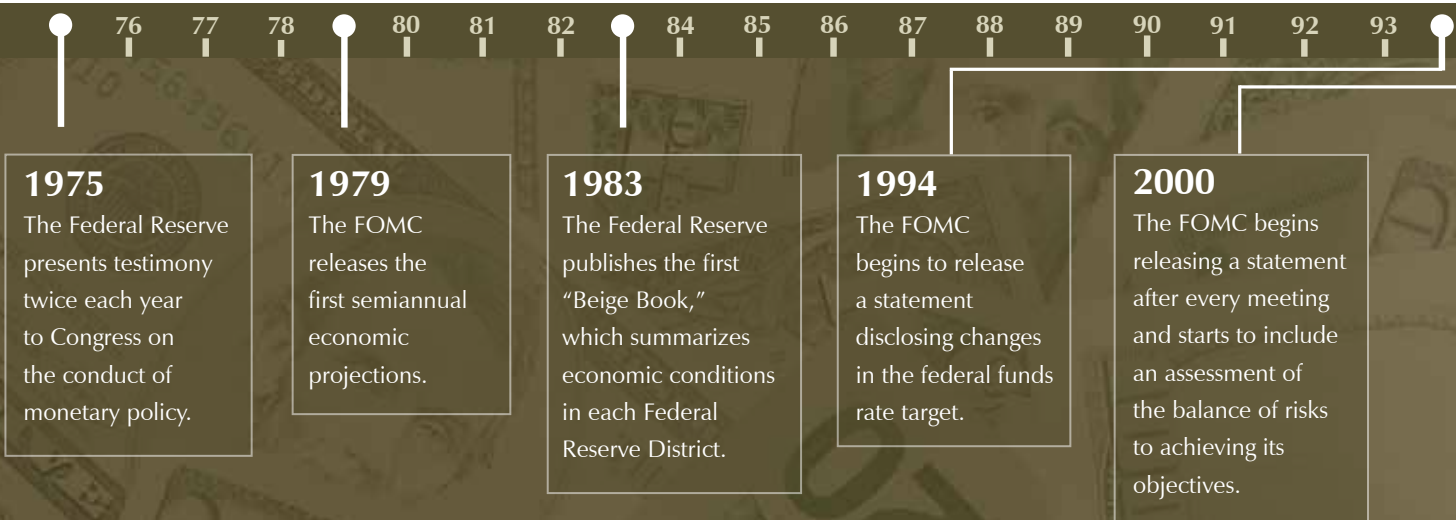 76 77 78 80 81 82 84 85 86 87 88 89 90 91 92 93
1975
The Federal Reserve
presents testimony
twice each year
to Congress on
the conduct of
monetary policy.
1979
The FOMC
releases the
first semiannual
economic
projections.
1983
The Federal Reserve
publishes the first
“Beige Book,”
which summarizes
economic conditions
in each Federal
Reserve District.
1994
The FOMC
begins to release
a statement
disclosing changes
in the federal funds
rate target.
2000
The FOMC begins
releasing a statement
after every meeting
and starts to include
an assessment of
the balance of risks
to achieving its
objectives.